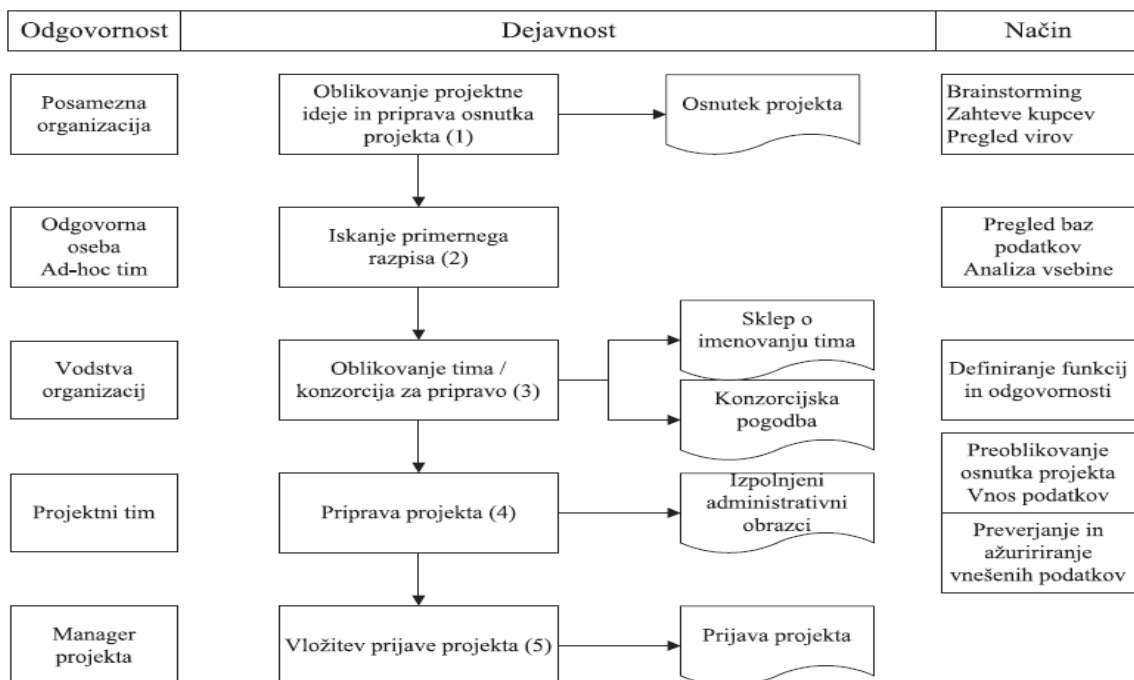 Odgovornost
Dejavnost
Način
Posamezna
organizacija
Oblikovanje projektne
ideje in priprava osnutka
projekta (1)
Osnutek projekta
Brainstorming
Zahteve kupcev
Pregled virov
Odgovorna
oseba
Ad-hoc tim
Iskanje primernega
razpisa (2)
Pregled baz
podatkov
Analiza vsebine
Vodstva
organizacij
Oblikovanje tima /
konzorcija za pripravo (3)
Sklep o
imenovanju tima
Konzorcijska
pogodba
Definiranje funkcij
in odgovornosti
Projektni tim
Priprava projekta (4)
Izpolnjeni
administrativni
obrazci
Preoblikovanje
osnutka projekta
Vnos podatkov
Preverjanje in
ažuririranje
vnešenih podatkov
Manager
projekta
Vložitev prijave projekta (5)
Prijava projekta